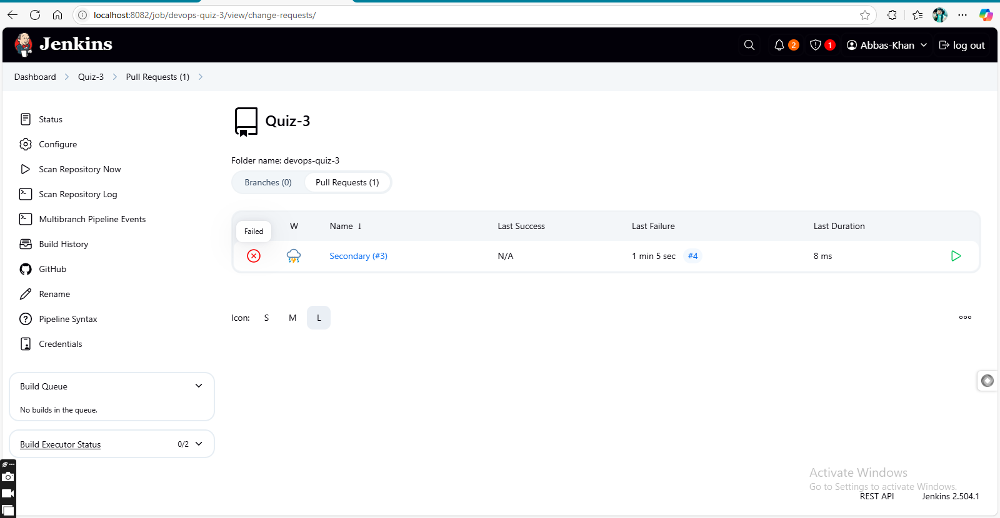 localhost:8082/job/devops-quiz-3/view/change-requests/
Jenkins
2
1
Abbas-Khan
log out
Dashboard
Quiz-3
Pull Requests (1)
Status
Configure
Scan Repository Now
Scan Repository Log
Multibranch Pipeline Events
Build History
GitHub
Rename
Pipeline Syntax
Credentials
Build Queue
No builds in the queue.
Build Executor Status
0/2
Quiz-3
Folder name: devops-quiz-3
Branches (0)
Pull Requests (1)
Failed
W
Name ↓
Last Success
Last Failure
Last Duration
Secondary (#3)
N/A
1 min 5 sec
#4
8 ms
Icon:
S
M
L
Activate Windows
Go to Settings to activate Windows.
REST API
Jenkins 2.504.1